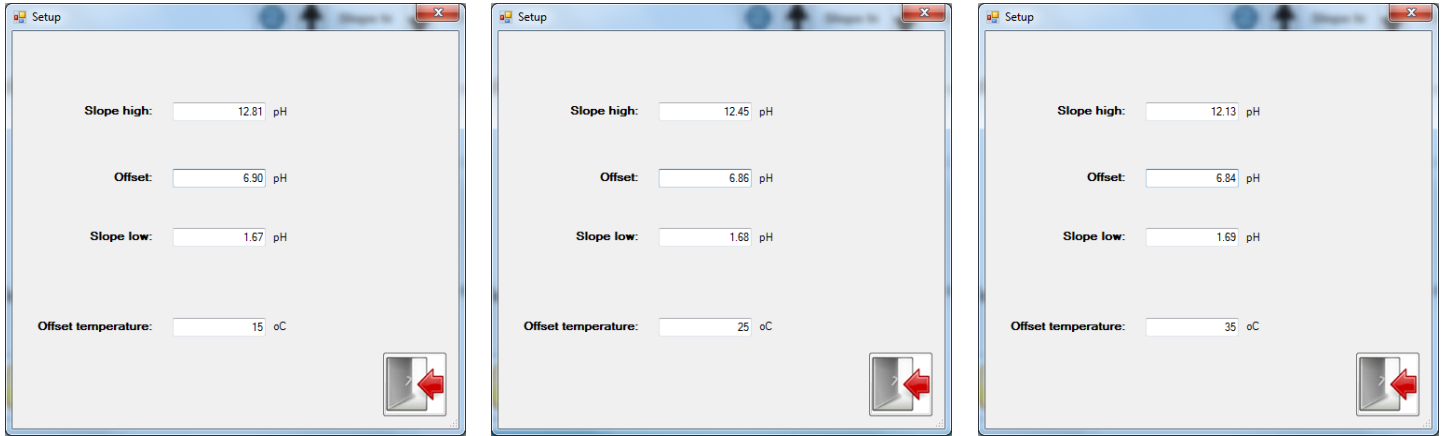 Setup
Slope high: 12.81 pH
Offset: 6.90 pH
Slope low: 1.67 pH
Offset temperature: 15 oC
Setup
Slope high: 12.45 pH
Offset: 6.86 pH
Slope low: 1.68 pH
Offset temperature: 25 oC
Setup
Slope high: 12.13 pH
Offset: 6.84 pH
Slope low: 1.69 pH
Offset temperature: 35 oC